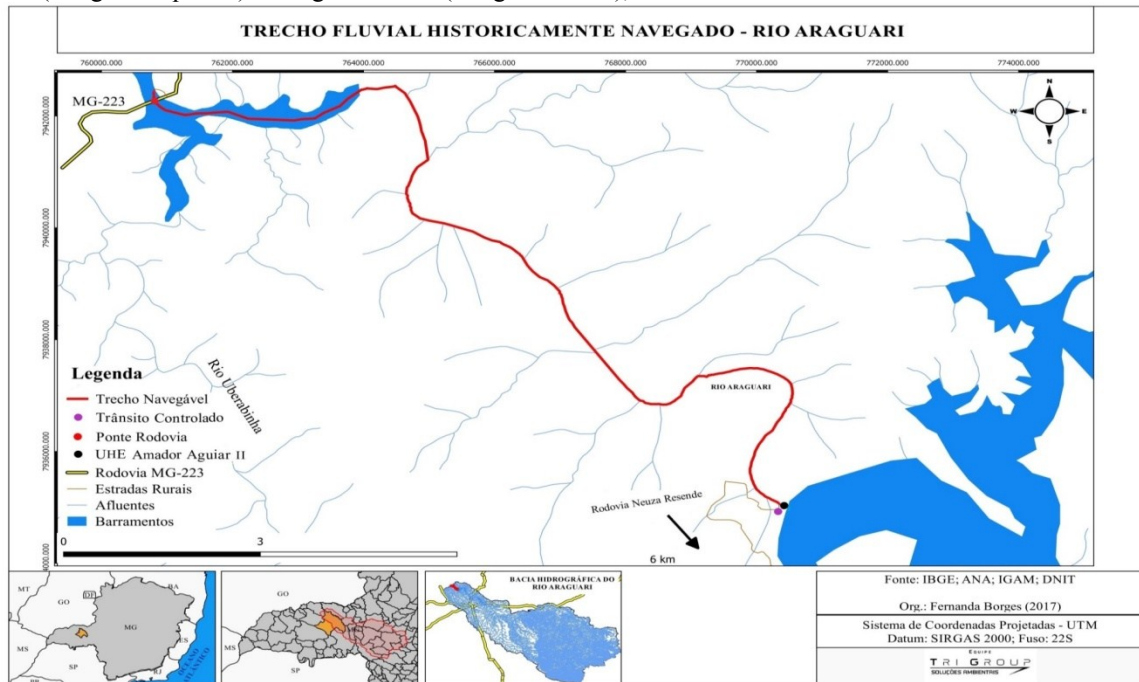 TRECHO FLUVIAL HISTORICAMENTE NAVEGADO - RIO ARAGUARI
760000.000 762000.000 764000.000 766000.000 768000.000 770000.000 772000.000 774000.000
7942000.000
7940000.000
7938000.000
7936000.000
MG-223
N
W E
S
Rio Uberabinha
RIO ARAGUARI
Rodovia Neuza Resende
Legenda
Trecho Navegável
Trânsito Controlado
Ponte Rodovia
UHE Amador Aguiar II
Rodovia MG-223
Estradas Rurais
Afluentes
Barramentos
0 3 6 km
MT
GO
DF
BA
MG
ES
MS
SP
RJ
OCEANO
GO
MS
SP
BACIA HIDROGRÁFICA DO
RIO ARAGUARI
Fonte: IBGE; ANA; IGAM; DNIT
Org.: Fernanda Borges (2017)
Sistema de Coordenadas Projetadas - UTM
Datum: SIRGAS 2000; Fuso: 22S
EQUIPE
TRI GROUP
SOLUÇÕES AMBIENTAIS